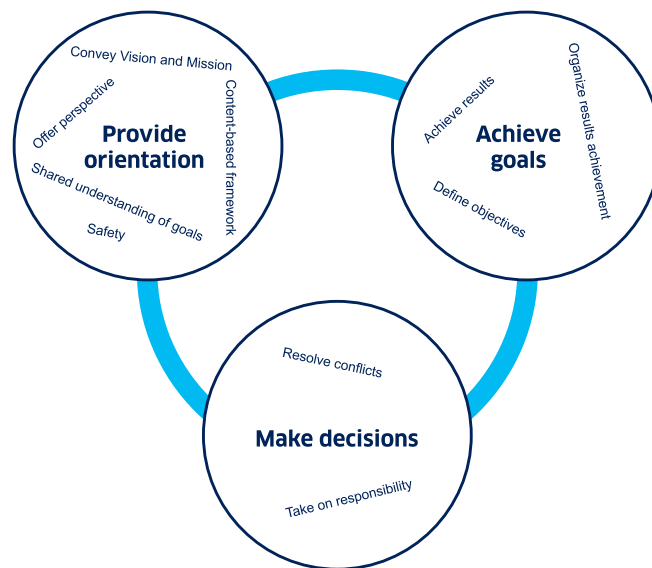 Convey Vision and Mission
Offer perspective
Content-based framework
Provide
orientation
Shared understanding of goals
Safety
Achieve results
Organize results achievement
Achieve
goals
Define objectives
Resolve conflicts
Make decisions
Take on responsibility